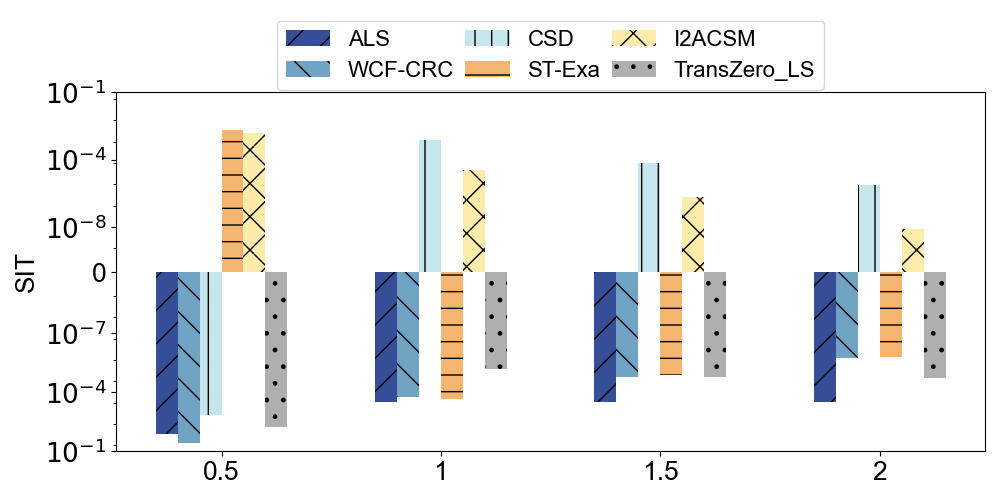 ALS CSD I2ACSM
WCF-CRC ST-Exa TransZero_LS
SIT
10⁻¹
10⁻⁴
10⁻⁸
0
10⁻⁷
10⁻⁴
10⁻¹
0.5 1 1.5 2